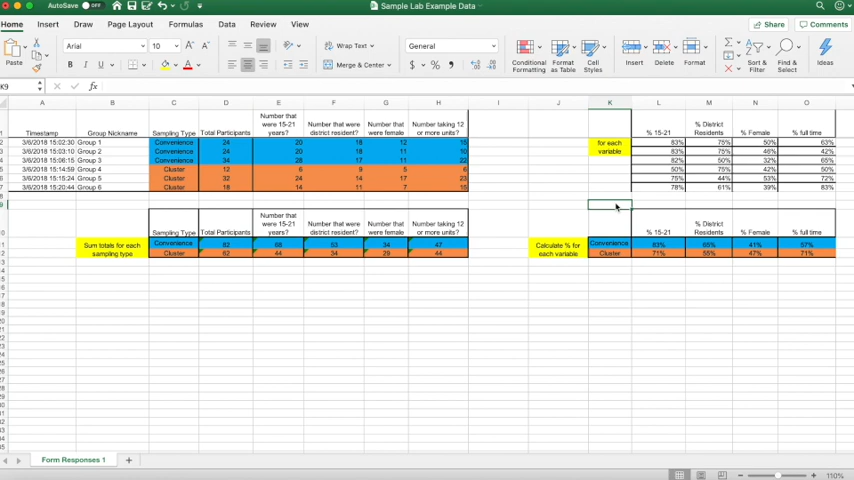 AutoSave OFF Sample Lab Example Data
Home Insert Draw Page Layout Formulas Data Review View Share Comments
Paste Arial 10 A A Wrap Text General Conditional Formatting Format as Table Cell Styles Insert Delete Format Sort & Filter Find & Select Ideas
B I U A Merge & Center $ % 9
K9 fx
A B C D E F G H I J K L M N O
Timestamp Group Nickname Sampling Type Total Participants Number that were 15-21 years? Number that were district resident? Number that were female Number taking 12 or more units? % 15-21 % District Residents % Female % full time
3/6/2018 15:02:30 Group 1 Convenience 24 20 18 12 15 for each variable 83% 75% 50% 63%
3/6/2018 15:03:10 Group 2 Convenience 24 20 18 11 10 83% 75% 46% 42%
3/6/2018 15:06:15 Group 3 Convenience 34 28 17 11 22 82% 50% 32% 65%
3/6/2018 15:14:59 Group 4 Cluster 12 6 9 5 6 50% 75% 42% 50%
3/6/2018 15:15:24 Group 5 Cluster 32 24 14 17 23 75% 44% 53% 72%
3/6/2018 15:20:44 Group 6 Cluster 18 14 11 7 15 78% 61% 39% 83%
Sampling Type Total Participants Number that were 15-21 years? Number that were district resident? Number that were female Number taking 12 or more units? % 15-21 % District Residents % Female % full time
Sum totals for each sampling type Convenience 82 68 53 34 47 Calculate % for each variable Convenience 83% 65% 41% 57%
Cluster 62 44 34 29 44 Cluster 71% 55% 47% 71%
Form Responses 1
110%